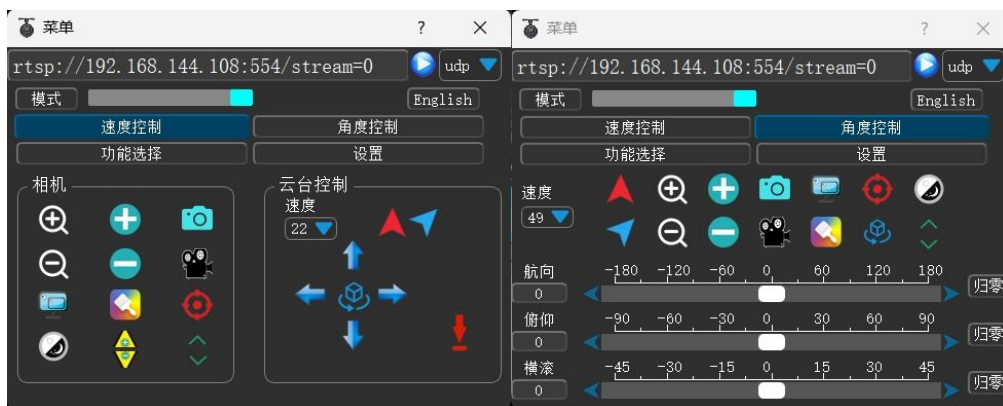 菜单 ? ×
rtsp://192.168.144.108:554/stream=0 udp
模式 English
速度控制 角度控制
功能选择 设置
相机
云台控制
速度
22
菜单 ? ×
rtsp://192.168.144.108:554/stream=0 udp
模式 English
速度控制 角度控制
功能选择 设置
速度
49
航向 -180 -120 -60 0 60 120 180
0 归零
俯仰 -90 -60 -30 0 30 60 90
0 归零
横滚 -45 -30 -15 0 15 30 45
0 归零